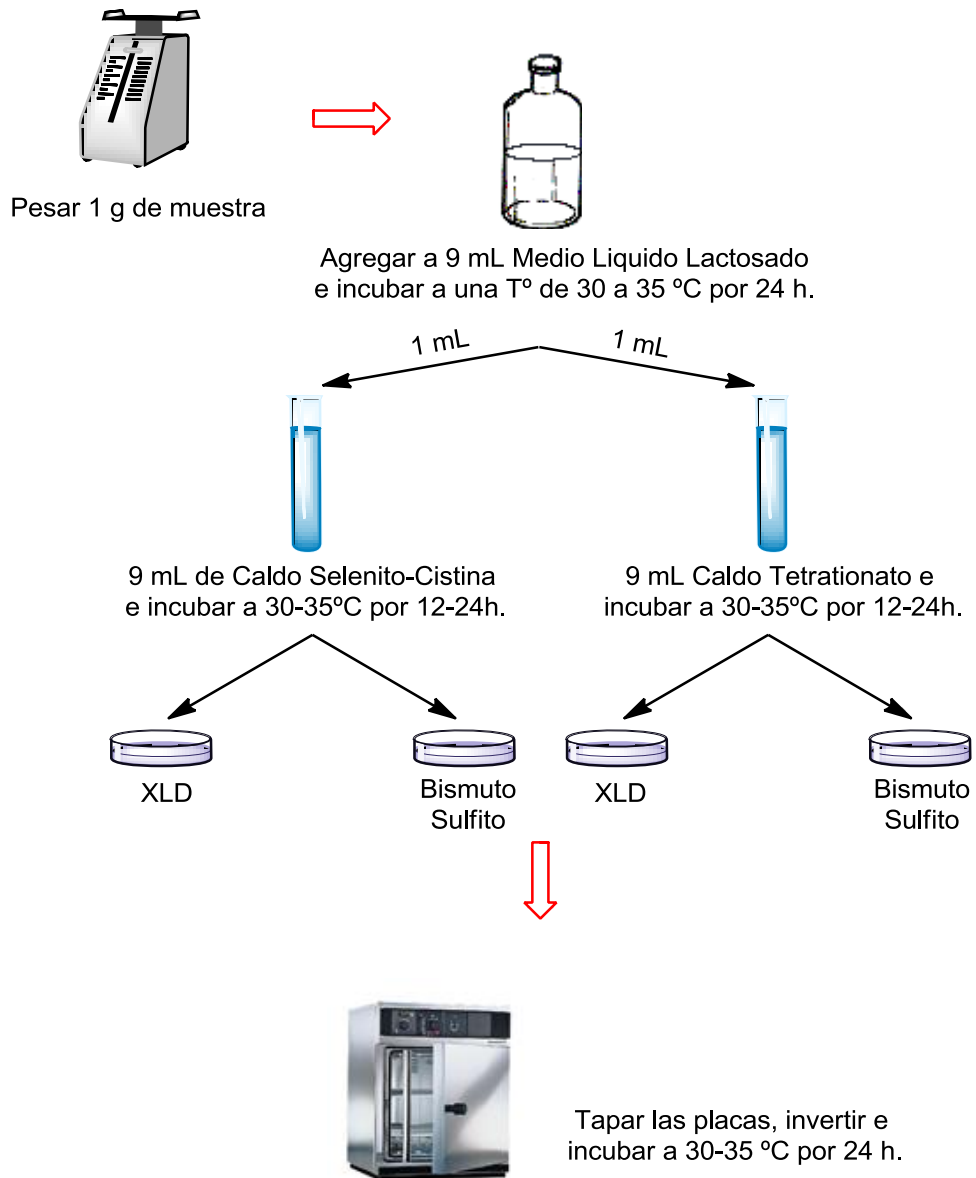 Pesar 1 g de muestra
Agregar a 9 mL Medio Liquido Lactosado
e incubar a una Tº de 30 a 35 ºC por 24 h.
1 mL
1 mL
9 mL de Caldo Selenito-Cistina
e incubar a 30-35ºC por 12-24h.
9 mL Caldo Tetrationato e
incubar a 30-35ºC por 12-24h.
XLD
Bismuto
Sulfito
XLD
Bismuto
Sulfito
Tapar las placas, invertir e
incubar a 30-35 ºC por 24 h.